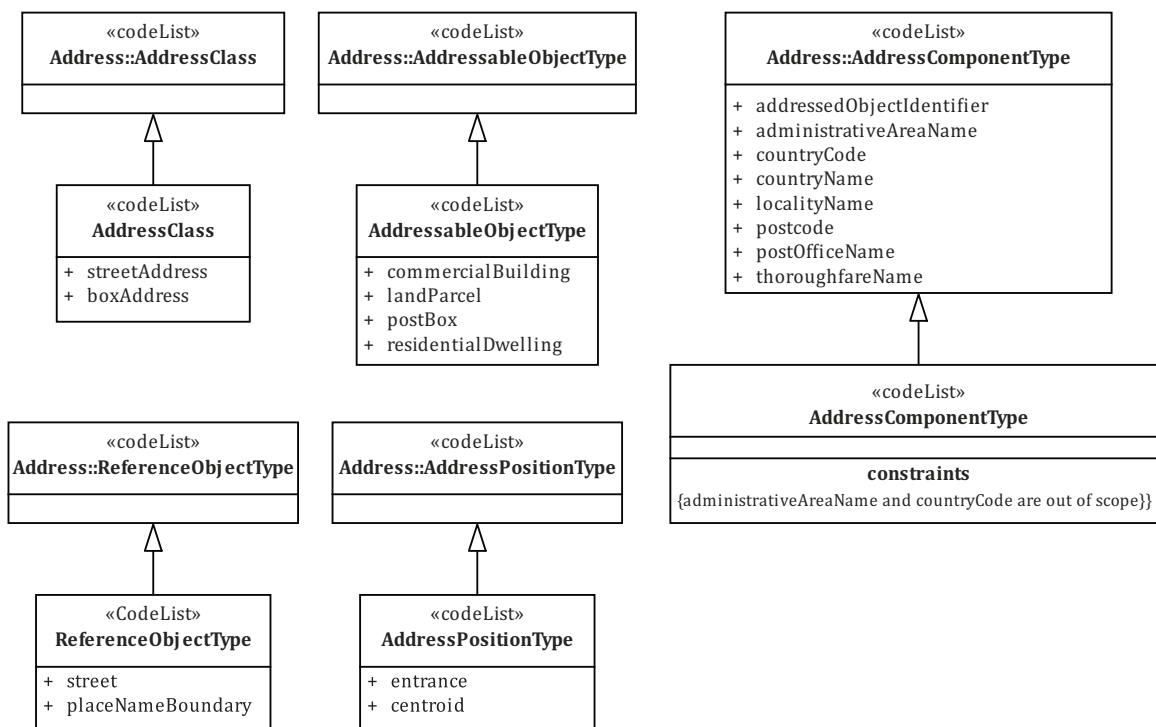 «codeList»
Address::AddressClass
«codeList»
AddressClass
+ streetAddress
+ boxAddress
«codeList»
Address::AddressableObjectType
«codeList»
AddressableObjectType
+ commercialBuilding
+ landParcel
+ postBox
+ residentialDwelling
«codeList»
Address::AddressComponentType
+ addressedObjectIdentifier
+ administrativeAreaName
+ countryCode
+ countryName
+ localityName
+ postcode
+ postOfficeName
+ thoroughfareName
«codeList»
AddressComponentType
constraints
{administrativeAreaName and countryCode are out of scope}}
«codeList»
Address::ReferenceObjectType
«CodeList»
ReferenceObjectType
+ street
+ placeNameBoundary
«codeList»
Address::AddressPositionType
«codeList»
AddressPositionType
+ entrance
+ centroid